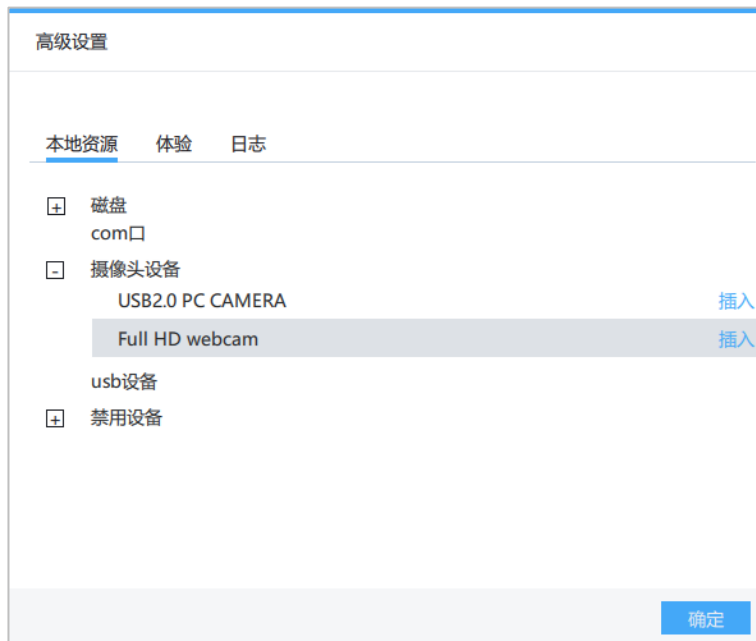 高级设置
本地资源 体验 日志
磁盘
com口
摄像头设备
USB2.0 PC CAMERA 插入
Full HD webcam 插入
usb设备
禁用设备
确定